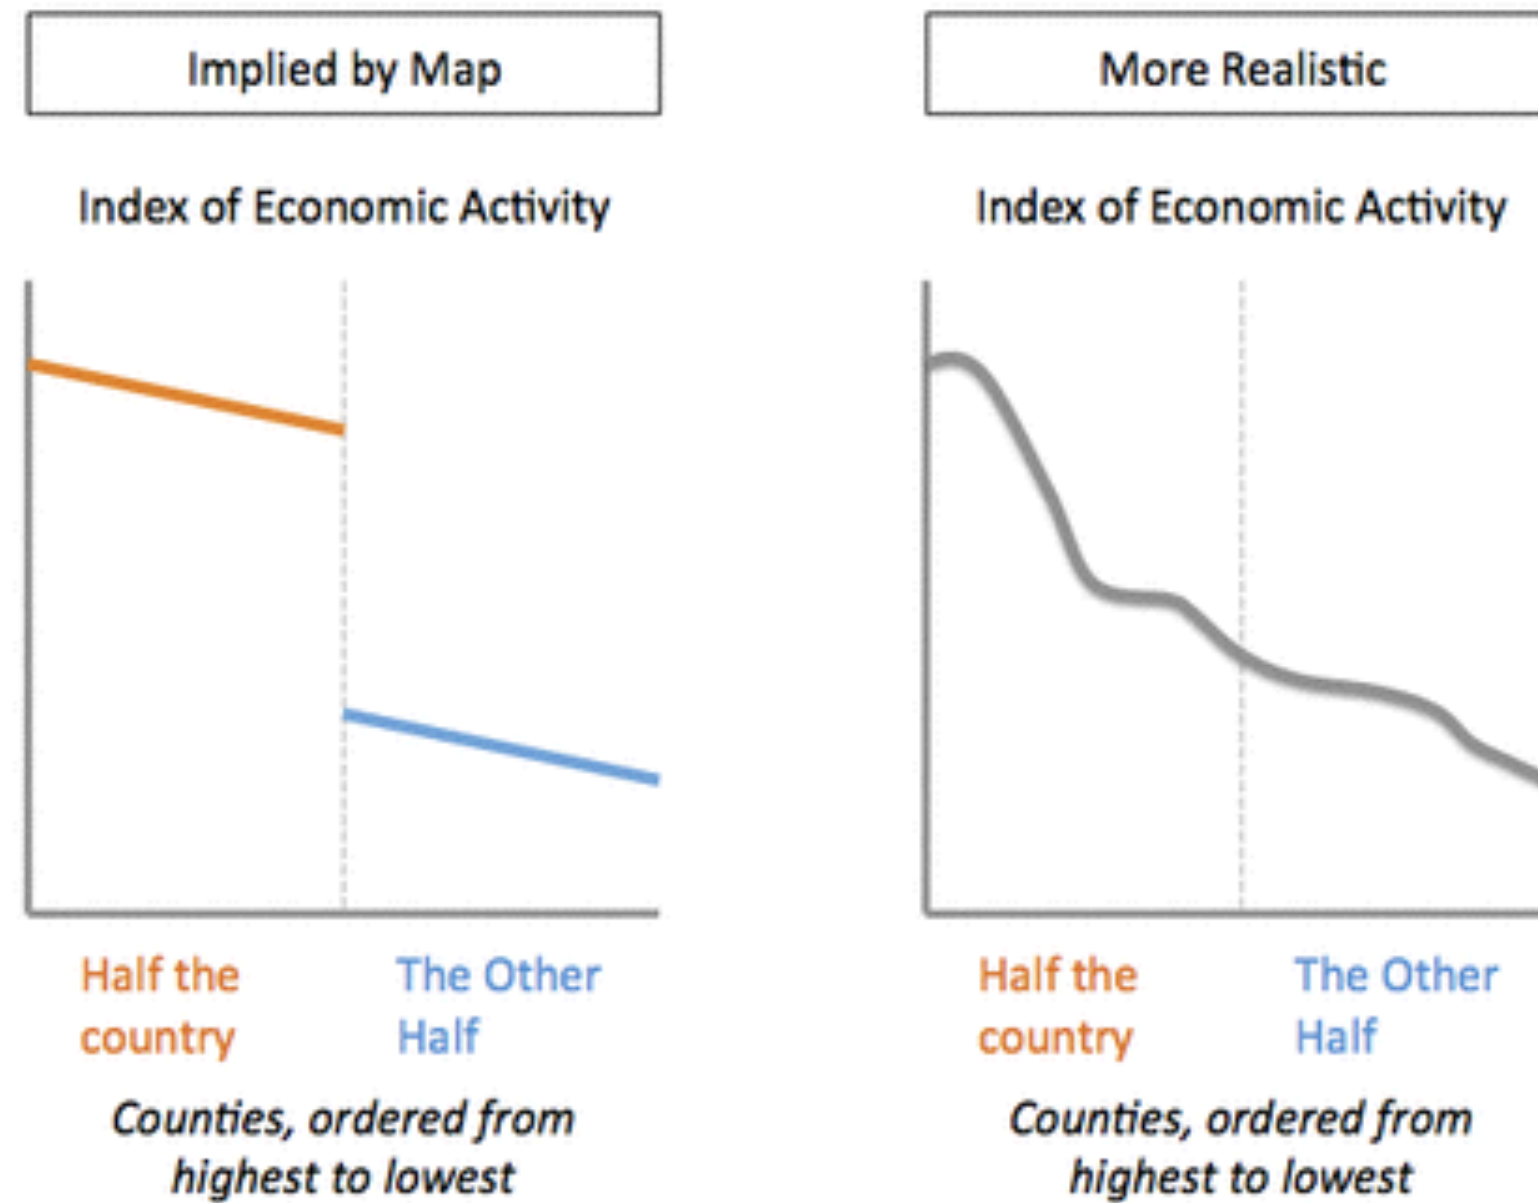 Implied by Map
Index of Economic Activity
Half the
country
The Other
Half
Counties, ordered from
highest to lowest
More Realistic
Index of Economic Activity
Half the
country
The Other
Half
Counties, ordered from
highest to lowest